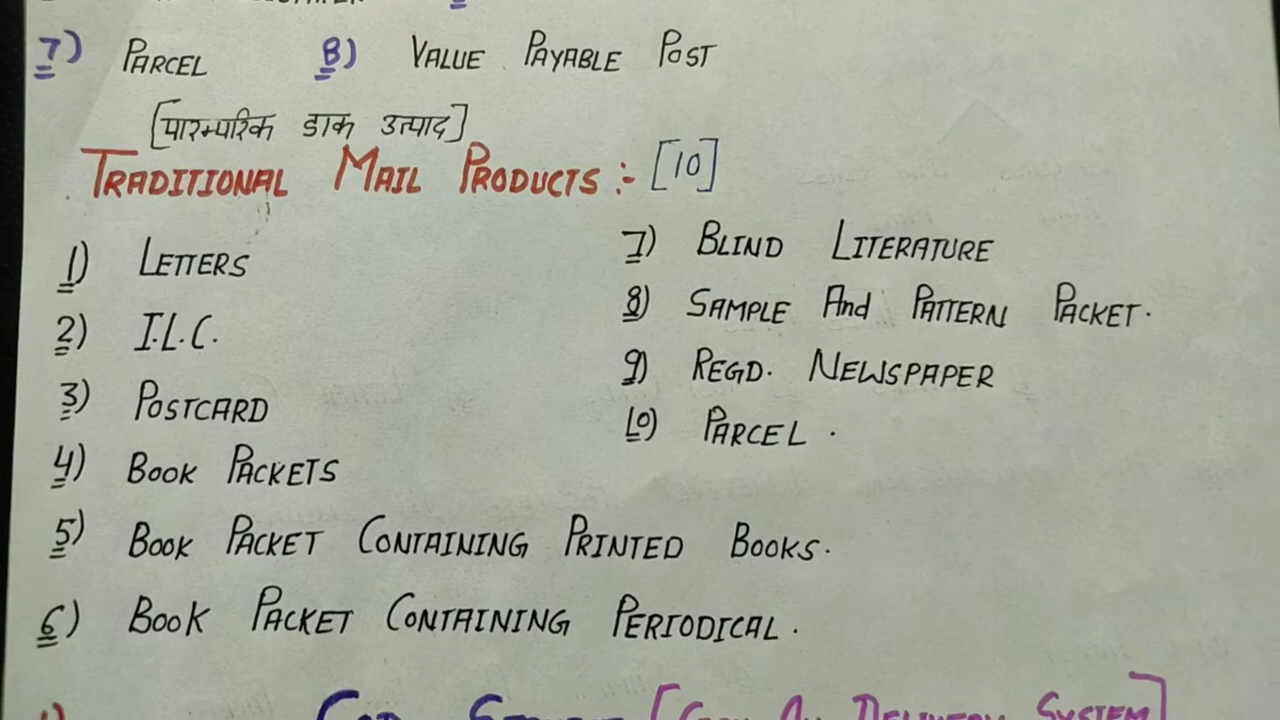 7) PARCEL 8) VALUE PAYABLE POST
[पारम्परिक डाक उत्पाद]
TRADITIONAL MAIL PRODUCTS :- [10]
1) LETTERS
2) I.L.C.
3) POSTCARD
4) BOOK PACKETS
5) BOOK PACKET CONTAINING PRINTED BOOKS.
6) BOOK PACKET CONTAINING PERIODICAL.
7) BLIND LITERATURE
8) SAMPLE And PATTERN PACKET.
9) REGD. NEWSPAPER
10) PARCEL.
DELIVERY SYSTEM]